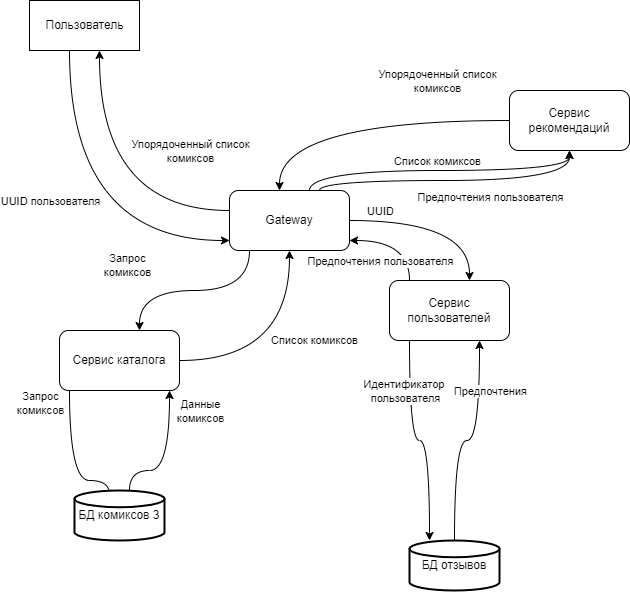 Пользователь
Упорядоченный список
комиксов
Сервис
рекомендаций
Упорядоченный список
комиксов
Список комиксов
Предпочтения пользователя
UUID пользователя
Gateway
UUID
Запрос
комиксов
Предпочтения пользователя
Сервис
пользователей
Список комиксов
Сервис каталога
Запрос
комиксов
Данные
комиксов
Идентификатор
пользователя
Предпочтения
БД комиксов 3
БД отзывов